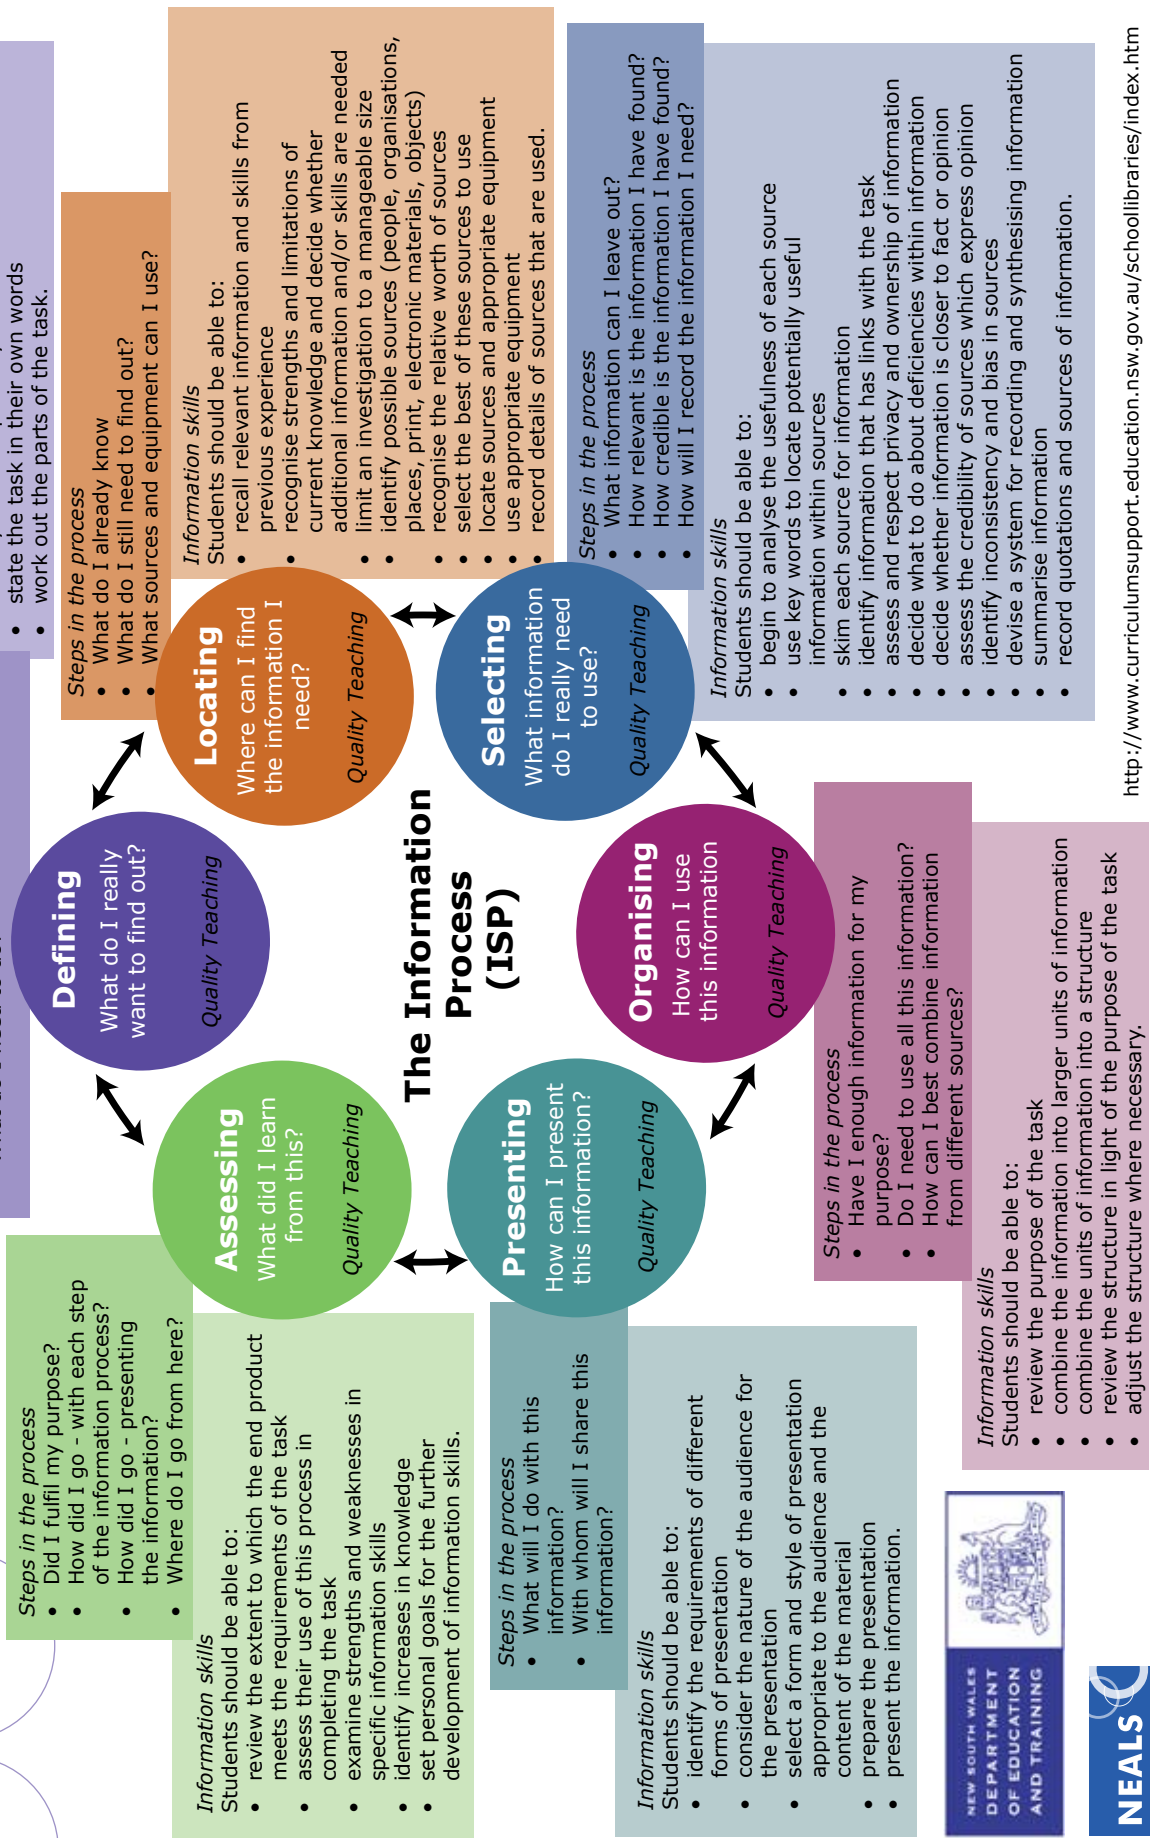 state the task in their own words
work out the parts of the task.
Defining
What do I really
want to find out?
Quality Teaching
Steps in the process
• What do I already know
• What do I still need to find out?
• What sources and equipment can I use?
Information skills
Students should be able to:
• recall relevant information and skills from
previous experience
• recognise strengths and limitations of
current knowledge and decide whether
additional information and/or skills are needed
• limit an investigation to a manageable size
• identify possible sources (people, organisations,
places, print, electronic materials, objects)
• recognise the relative worth of sources
• select the best of these sources to use
• locate sources and appropriate equipment
• use appropriate equipment
• record details of sources that are used.
Locating
Where can I find
the information I
need?
Quality Teaching
Steps in the process
• What information can I leave out?
• How relevant is the information I have found?
• How credible is the information I have found?
• How will I record the information I need?
Information skills
Students should be able to:
• begin to analyse the usefulness of each source
• use key words to locate potentially useful
information within sources
• skim each source for information
• identify information that has links with the task
• assess and respect privacy and ownership of information
• decide what to do about deficiencies within information
• decide whether information is closer to fact or opinion
• assess the credibility of sources which express opinion
• identify inconsistency and bias in sources
• devise a system for recording and synthesising information
• summarise information
• record quotations and sources of information.
Selecting
What information
do I really need
to use?
Quality Teaching
The Information
Process
(ISP)
Organising
How can I use
this information
Quality Teaching
Steps in the process
• Have I enough information for my
purpose?
• Do I need to use all this information?
• How can I best combine information
from different sources?
Information skills
Students should be able to:
• review the purpose of the task
• combine the information into larger units of information
• combine the units of information into a structure
• review the structure in light of the purpose of the task
• adjust the structure where necessary.
Presenting
How can I present
this information?
Quality Teaching
Steps in the process
• What will I do with this
information?
• With whom will I share this
information?
Information skills
Students should be able to:
• identify the requirements of different
forms of presentation
• consider the nature of the audience for
the presentation
• select a form and style of presentation
appropriate to the audience and the
content of the material
• prepare the presentation
• present the information.
Assessing
What did I learn
from this?
Quality Teaching
Steps in the process
• Did I fulfil my purpose?
• How did I go - with each step
of the information process?
• How did I go - presenting
the information?
• Where do I go from here?
Information skills
Students should be able to:
• review the extent to which the end product
meets the requirements of the task
• assess their use of this process in
completing the task
• examine strengths and weaknesses in
specific information skills
• identify increases in knowledge
• set personal goals for the further
development of information skills.
NEW SOUTH WALES
DEPARTMENT
OF EDUCATION
AND TRAINING
NEALS
http://www.curriculumsupport.education.nsw.gov.au/schoollibraries/index.htm